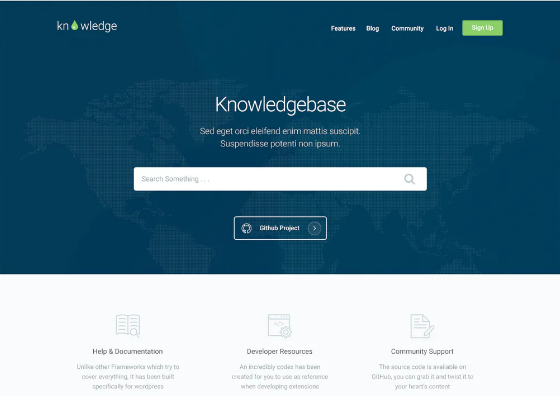 knowledge
Features Blog Community Log In Sign Up
Knowledgebase
Sed eget orci eleifend enim mattis suscipit.
Suspendisse potenti non ipsum.
Search Something . . .
Github Project
Help & Documentation
Unlike other Frameworks which try to
cover everything, it has been built
specifically for wordpress
Developer Resources
An incredibly codes has been
created for you to use as reference
when developing extensions
Community Support
The source code is available on
GitHub, you can grab it and twist it to
your heart's content